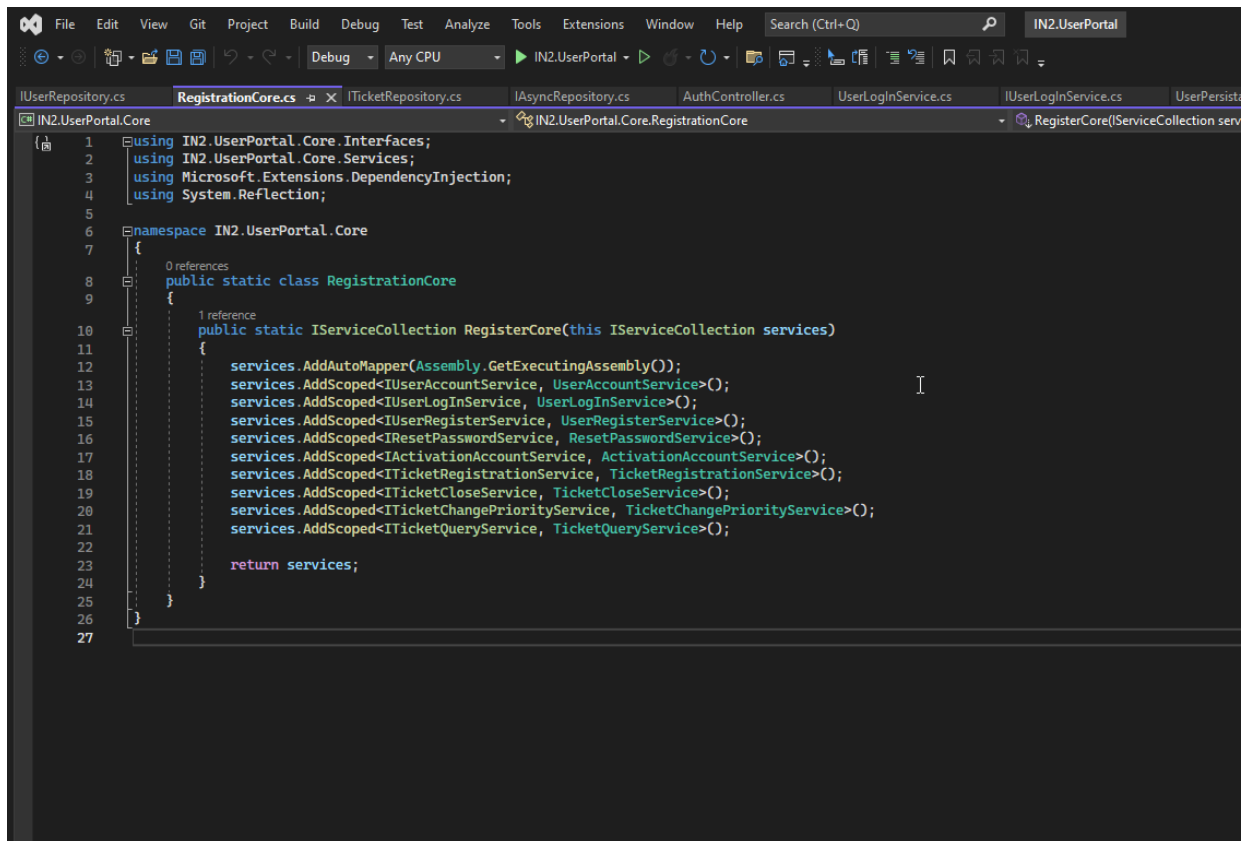 File Edit View Git Project Build Debug Test Analyze Tools Extensions Window Help Search (Ctrl+Q) IN2.UserPortal
Debug Any CPU IN2.UserPortal
IUserRepository.cs RegistrationCore.cs ITicketRepository.cs IAsyncRepository.cs AuthController.cs UserLogInService.cs IUserLogInService.cs UserPersista
C# IN2.UserPortal.Core IN2.UserPortal.Core.RegistrationCore RegisterCore(IServiceCollection serv
1 using IN2.UserPortal.Core.Interfaces;
2 using IN2.UserPortal.Core.Services;
3 using Microsoft.Extensions.DependencyInjection;
4 using System.Reflection;
5
6 namespace IN2.UserPortal.Core
7 {
0 references
8 public static class RegistrationCore
9 {
1 reference
10 public static IServiceCollection RegisterCore(this IServiceCollection services)
11 {
12 services.AddAutoMapper(Assembly.GetExecutingAssembly());
13 services.AddScoped<IUserAccountService, UserAccountService>();
14 services.AddScoped<IUserLogInService, UserLogInService>();
15 services.AddScoped<IUserRegisterService, UserRegisterService>();
16 services.AddScoped<IResetPasswordService, ResetPasswordService>();
17 services.AddScoped<IActivationAccountService, ActivationAccountService>();
18 services.AddScoped<ITicketRegistrationService, TicketRegistrationService>();
19 services.AddScoped<ITicketCloseService, TicketCloseService>();
20 services.AddScoped<ITicketChangePriorityService, TicketChangePriorityService>();
21 services.AddScoped<ITicketQueryService, TicketQueryService>();
22
23 return services;
24 }
25 }
26 }
27